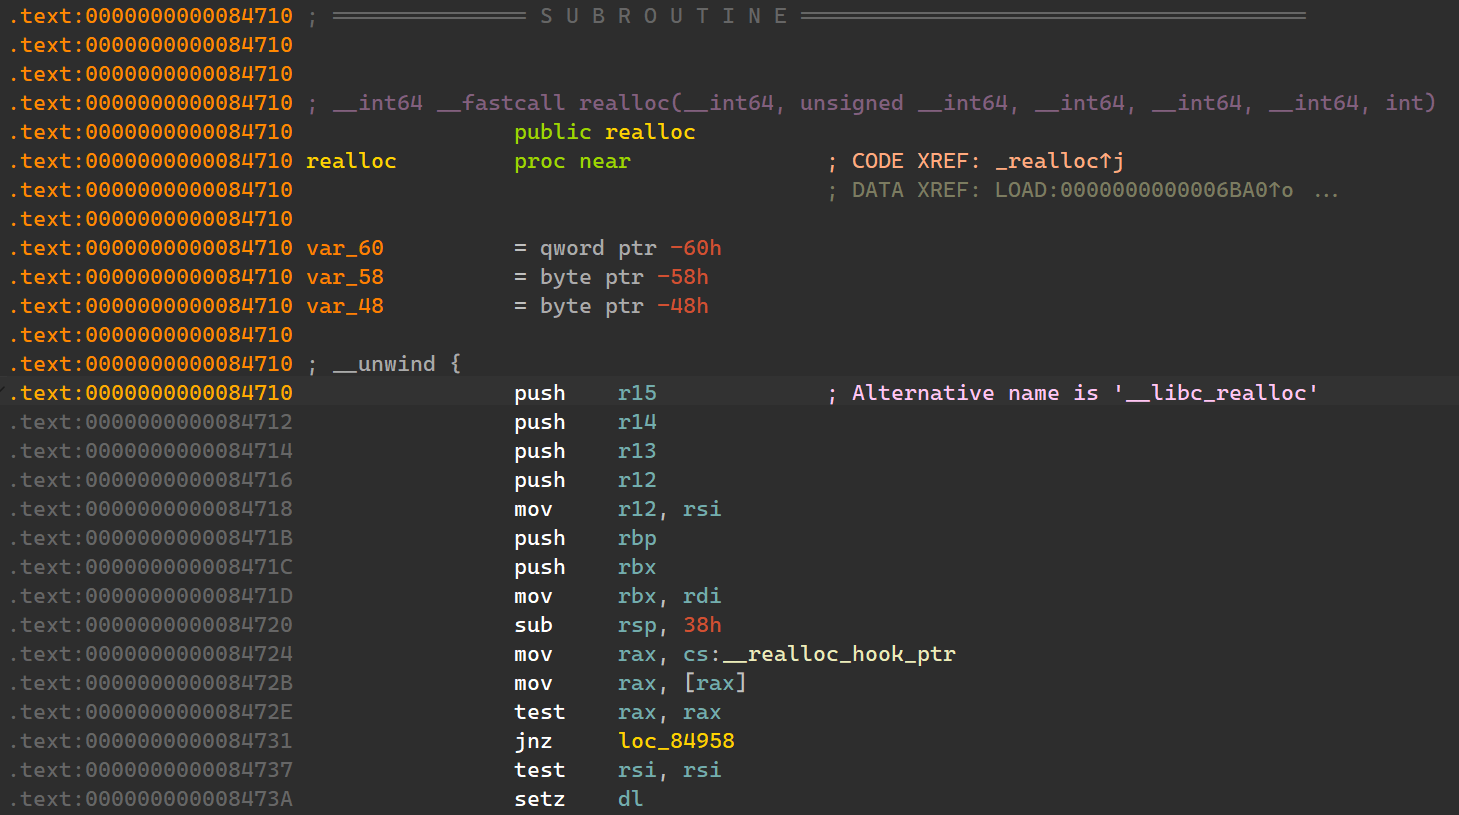 .text:0000000000084710 ; =============== S U B R O U T I N E =======================================
.text:0000000000084710
.text:0000000000084710
.text:0000000000084710 ; __int64 __fastcall realloc(__int64, unsigned __int64, __int64, __int64, __int64, int)
.text:0000000000084710                 public realloc
.text:0000000000084710 realloc         proc near               ; CODE XREF: _realloc↑j
.text:0000000000084710                                         ; DATA XREF: LOAD:0000000000006BA0↑o ...
.text:0000000000084710
.text:0000000000084710 var_60          = qword ptr -60h
.text:0000000000084710 var_58          = byte ptr -58h
.text:0000000000084710 var_48          = byte ptr -48h
.text:0000000000084710
.text:0000000000084710 ; __unwind {
.text:0000000000084710                 push    r15             ; Alternative name is '__libc_realloc'
.text:0000000000084712                 push    r14
.text:0000000000084714                 push    r13
.text:0000000000084716                 push    r12
.text:0000000000084718                 mov     r12, rsi
.text:000000000008471B                 push    rbp
.text:000000000008471C                 push    rbx
.text:000000000008471D                 mov     rbx, rdi
.text:0000000000084720                 sub     rsp, 38h
.text:0000000000084724                 mov     rax, cs:__realloc_hook_ptr
.text:000000000008472B                 mov     rax, [rax]
.text:000000000008472E                 test    rax, rax
.text:0000000000084731                 jnz     loc_84958
.text:0000000000084737                 test    rsi, rsi
.text:000000000008473A                 setz    dl